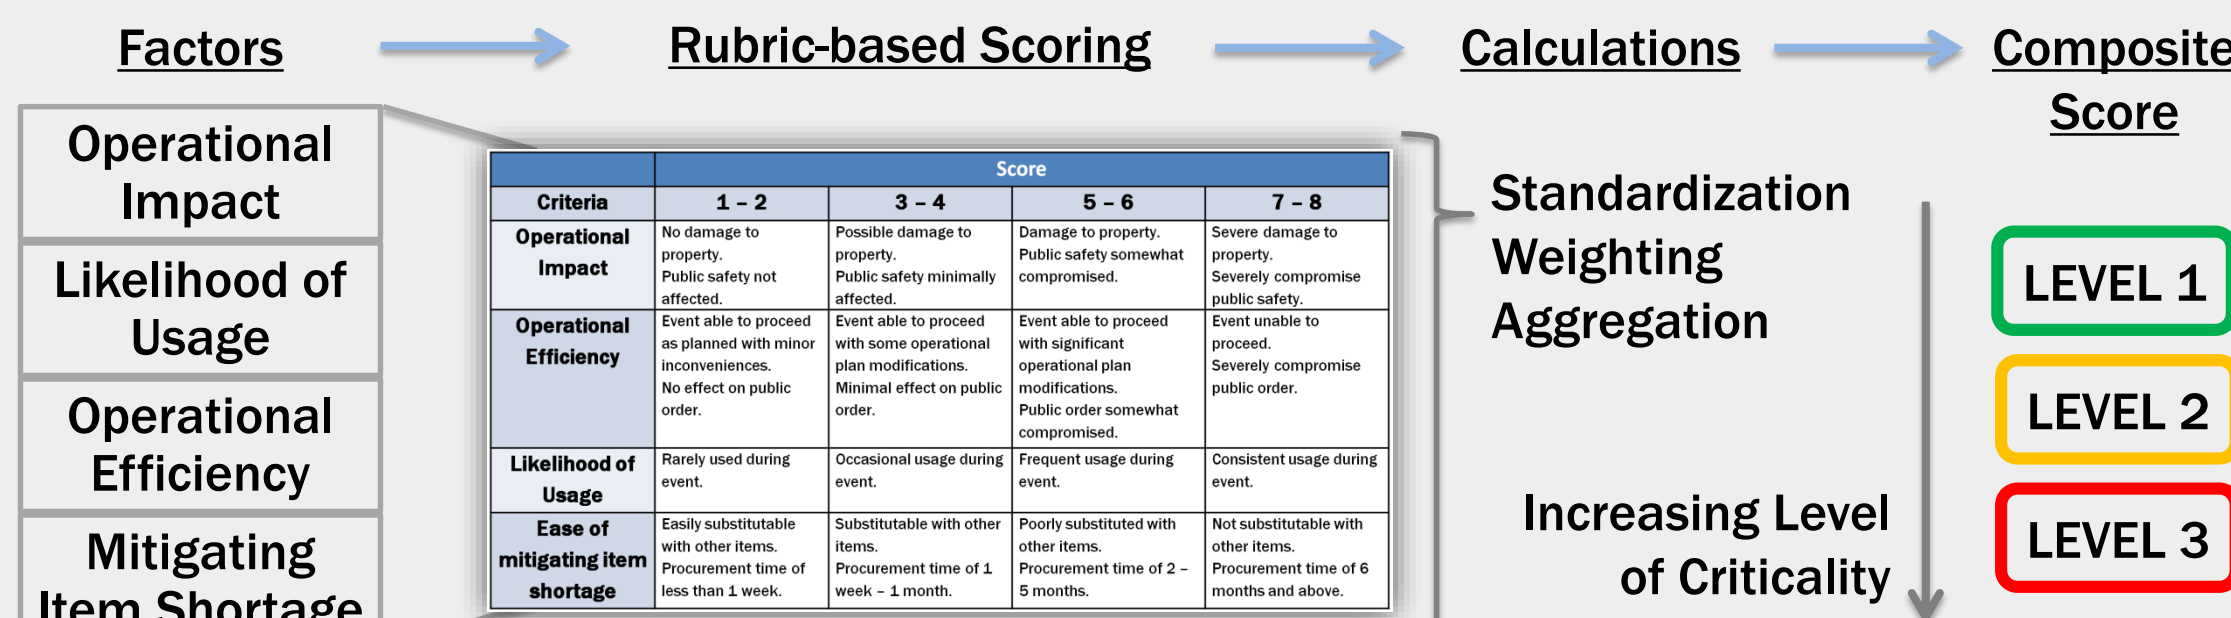 Factors
Rubric-based Scoring
Calculations
Composite
Score
Operational
Impact
Likelihood of
Usage
Operational
Efficiency
Mitigating
Item Shortage
Score
Criteria
1 – 2
3 – 4
5 – 6
7 – 8
Operational
Impact
No damage to
property.
Public safety not
affected.
Possible damage to
property.
Public safety minimally
affected.
Damage to property.
Public safety somewhat
compromised.
Severe damage to
property.
Severely compromise
public safety.
Operational
Efficiency
Event able to proceed
as planned with minor
inconveniences.
No effect on public
order.
Event able to proceed
with some operational
plan modifications.
Minimal effect on public
order.
Event able to proceed
with significant
operational plan
modifications.
Public order somewhat
compromised.
Event unable to
proceed.
Severely compromise
public order.
Likelihood of
Usage
Rarely used during
event.
Occasional usage during
event.
Frequent usage during
event.
Consistent usage during
event.
Ease of
mitigating item
shortage
Easily substitutable
with other items.
Procurement time of
less than 1 week.
Substitutable with other
items.
Procurement time of 1
week – 1 month.
Poorly substituted with
other items.
Procurement time of 2 –
5 months.
Not substitutable with
other items.
Procurement time of 6
months and above.
Standardization
Weighting
Aggregation
Increasing Level
of Criticality
LEVEL 1
LEVEL 2
LEVEL 3